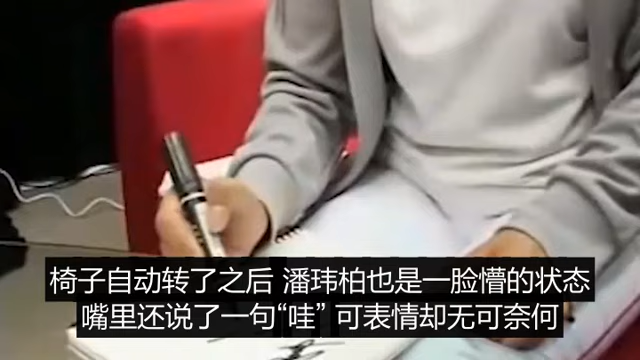 椅子自动转了之后 潘玮柏也是一脸懵的状态
嘴里还说了一句“哇” 可表情却无可奈何